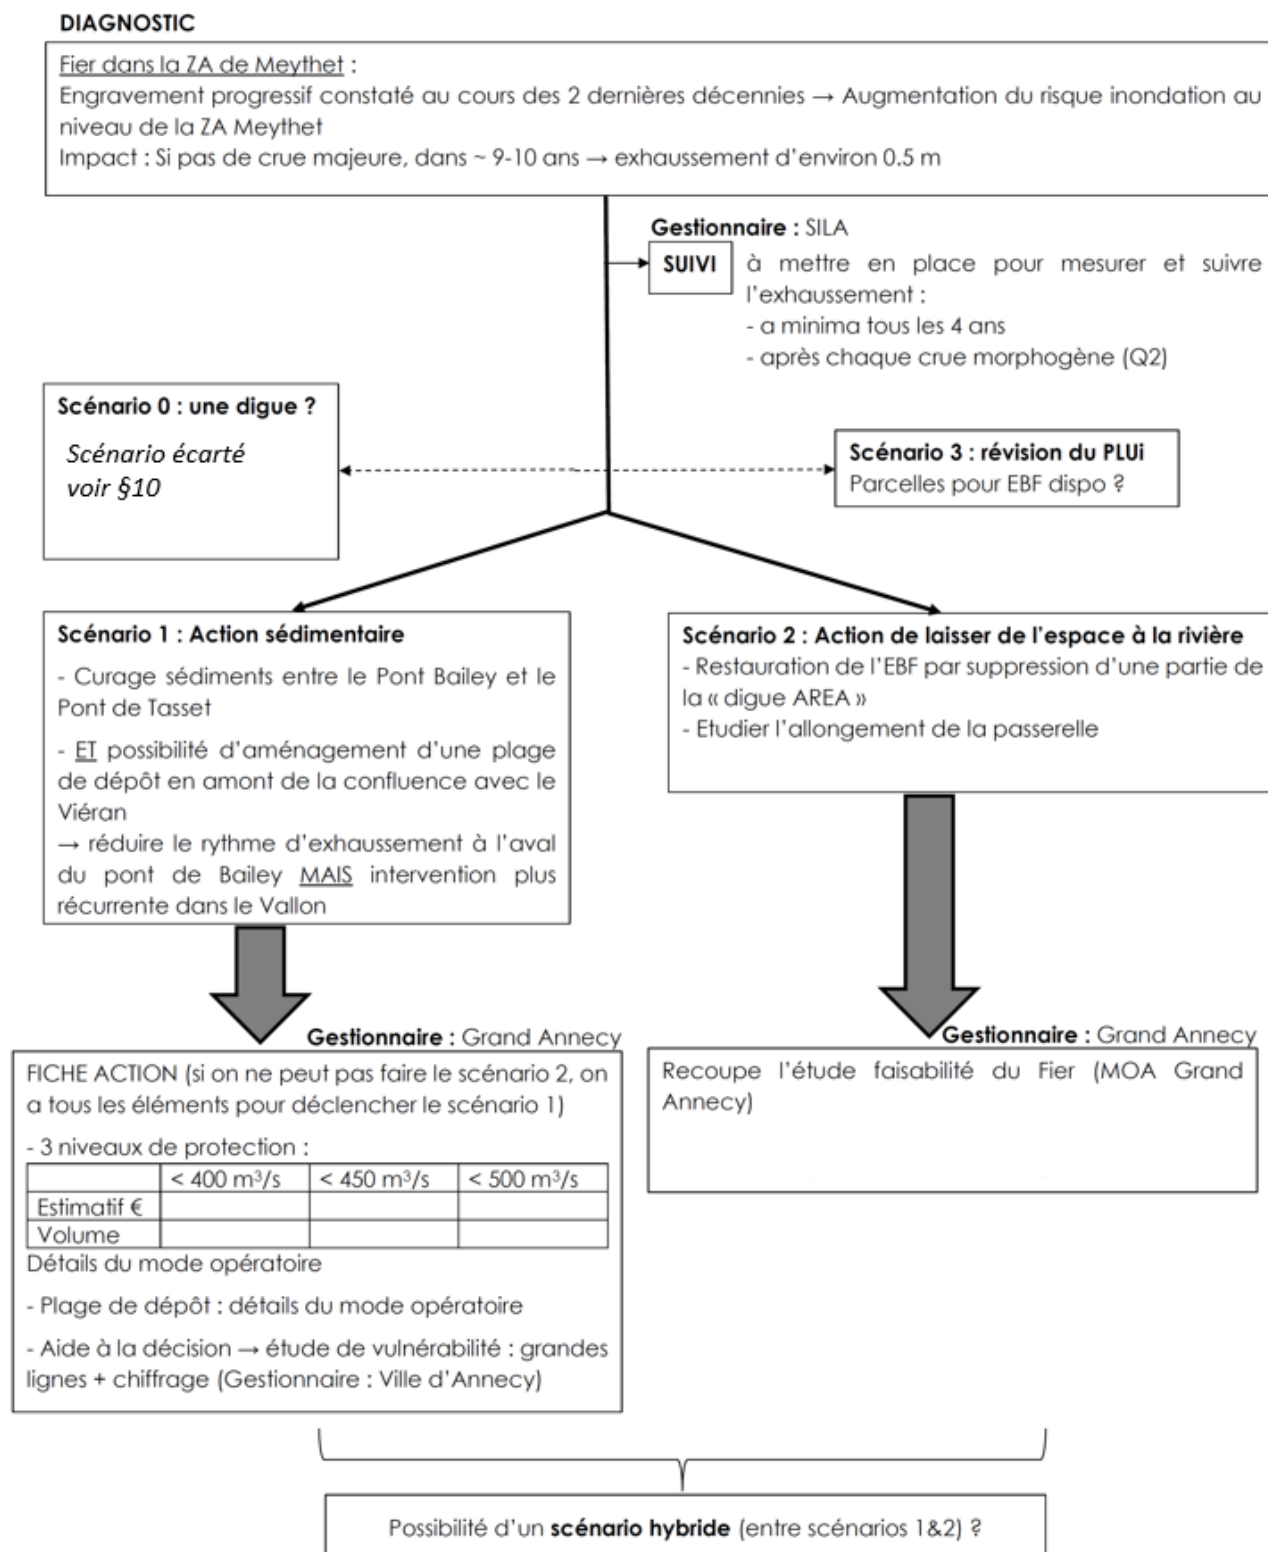 DIAGNOSTIC
Fier dans la ZA de Meythet :
Engravement progressif constaté au cours des 2 dernières décennies → Augmentation du risque inondation au
niveau de la ZA Meythet
Impact : Si pas de crue majeure, dans ~ 9-10 ans → exhaussement d'environ 0.5 m
Gestionnaire : SILA
SUIVI
à mettre en place pour mesurer et suivre
l'exhaussement :
- a minima tous les 4 ans
- après chaque crue morphogène (Q2)
Scénario 0 : une digue ?
Scénario écarté
voir §10
Scénario 3 : révision du PLUi
Parcelles pour EBF dispo ?
Scénario 1 : Action sédimentaire
- Curage sédiments entre le Pont Bailey et le
Pont de Tasset
- ET possibilité d'aménagement d'une plage
de dépôt en amont de la confluence avec le
Viéran
→ réduire le rythme d'exhaussement à l'aval
du pont de Bailey MAIS intervention plus
récurrente dans le Vallon
Scénario 2 : Action de laisser de l'espace à la rivière
- Restauration de l'EBF par suppression d'une partie de
la « digue AREA »
- Etudier l'allongement de la passerelle
Gestionnaire : Grand Annecy
FICHE ACTION (si on ne peut pas faire le scénario 2, on
a tous les éléments pour déclencher le scénario 1)
- 3 niveaux de protection :
< 400 m³/s < 450 m³/s < 500 m³/s
Estimatif €
Volume
Détails du mode opératoire
- Plage de dépôt : détails du mode opératoire
- Aide à la décision → étude de vulnérabilité : grandes
lignes + chiffrage (Gestionnaire : Ville d'Annecy)
Gestionnaire : Grand Annecy
Recoupe l'étude faisabilité du Fier (MOA Grand
Annecy)
Possibilité d'un scénario hybride (entre scénarios 1&2) ?